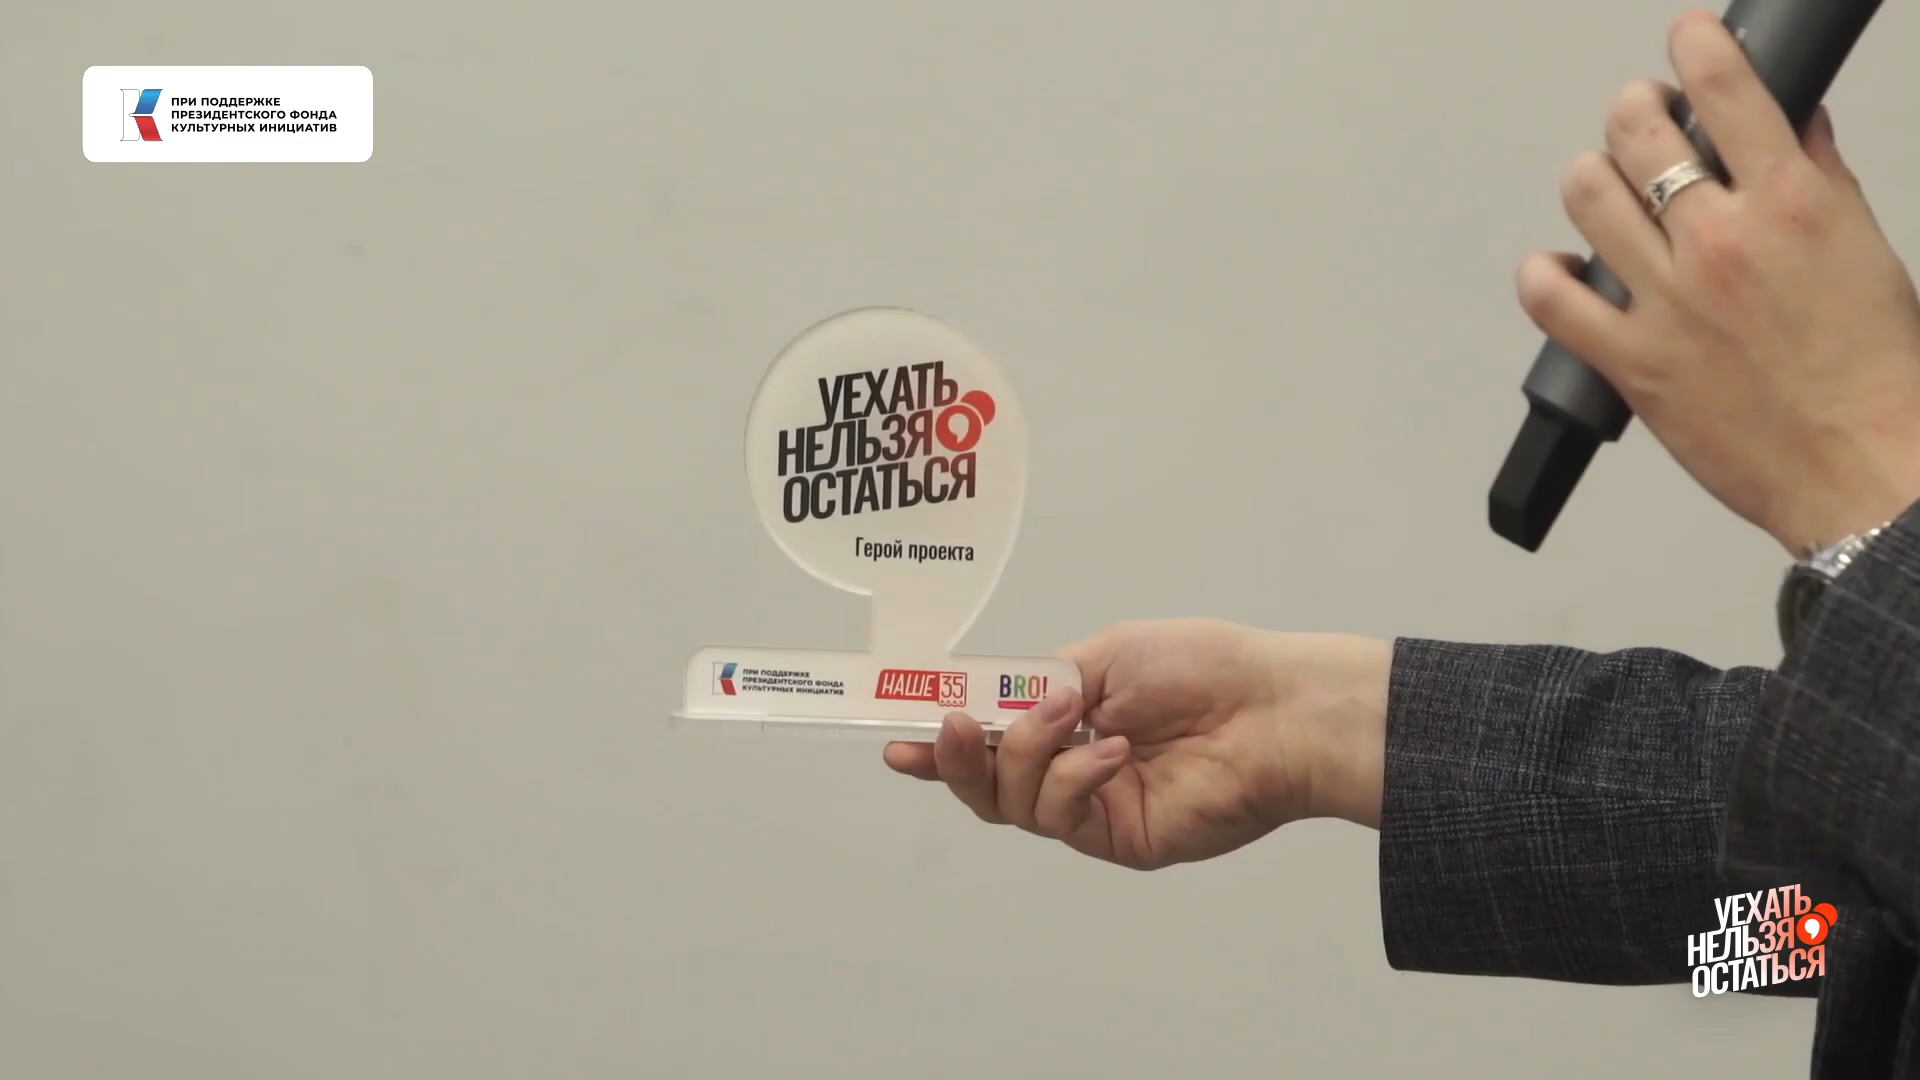 ПРИ ПОДДЕРЖКЕ
ПРЕЗИДЕНТСКОГО ФОНДА
КУЛЬТУРНЫХ ИНИЦИАТИВ
УЕХАТЬ
НЕЛЬЗЯ
ОСТАТЬСЯ
Герой проекта
ПРИ ПОДДЕРЖКЕ
ПРЕЗИДЕНТСКОГО ФОНДА
КУЛЬТУРНЫХ ИНИЦИАТИВ
НАШЕ 35
BRO!
УЕХАТЬ
НЕЛЬЗЯ
ОСТАТЬСЯ